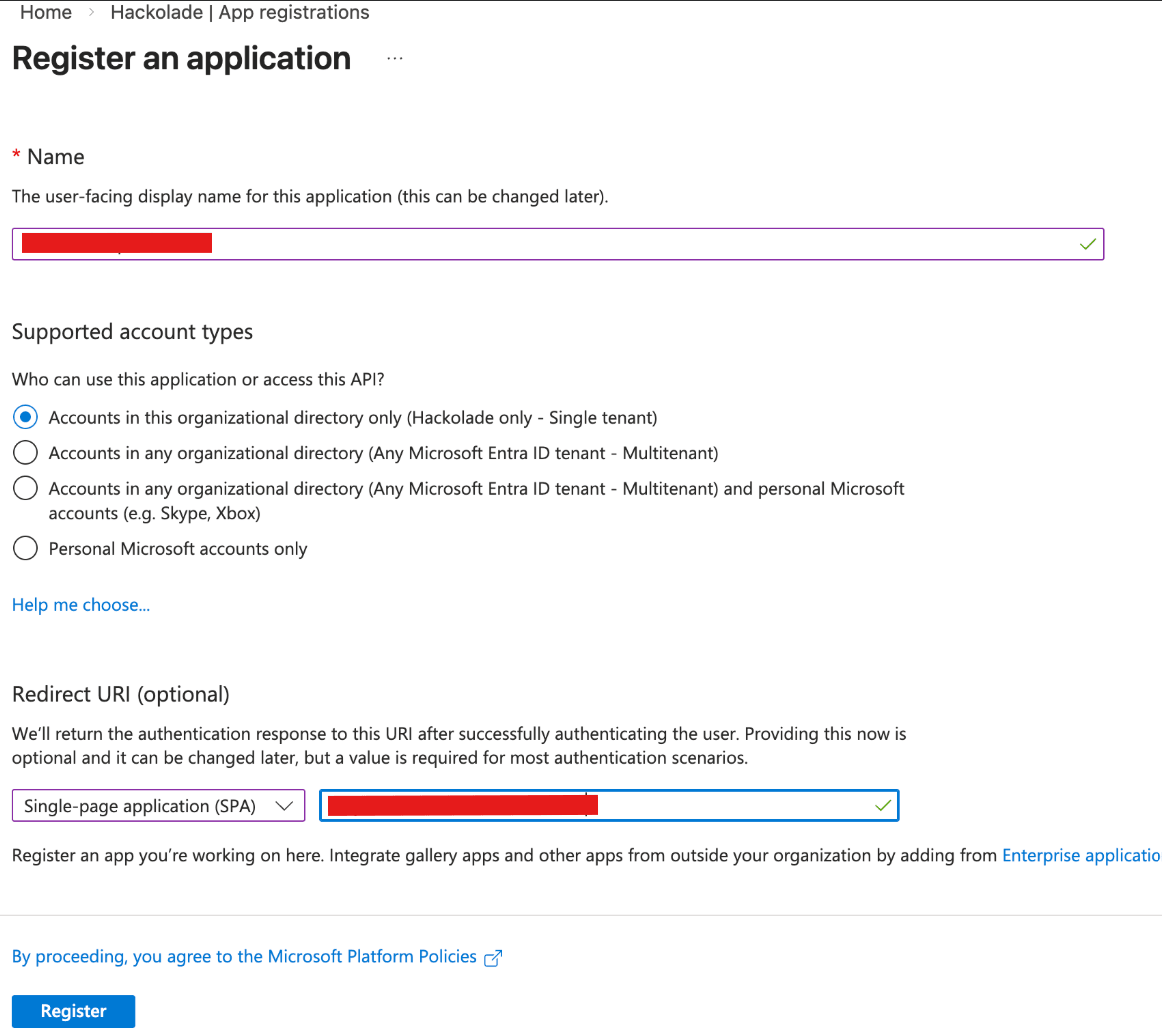 Home > Hackolade | App registrations
Register an application ...
* Name
The user-facing display name for this application (this can be changed later).
Supported account types
Who can use this application or access this API?
Accounts in this organizational directory only (Hackolade only - Single tenant)
Accounts in any organizational directory (Any Microsoft Entra ID tenant - Multitenant)
Accounts in any organizational directory (Any Microsoft Entra ID tenant - Multitenant) and personal Microsoft
accounts (e.g. Skype, Xbox)
Personal Microsoft accounts only
Help me choose...
Redirect URI (optional)
We’ll return the authentication response to this URI after successfully authenticating the user. Providing this now is
optional and it can be changed later, but a value is required for most authentication scenarios.
Single-page application (SPA)
Register an app you’re working on here. Integrate gallery apps and other apps from outside your organization by adding from Enterprise applicatio
By proceeding, you agree to the Microsoft Platform Policies
Register